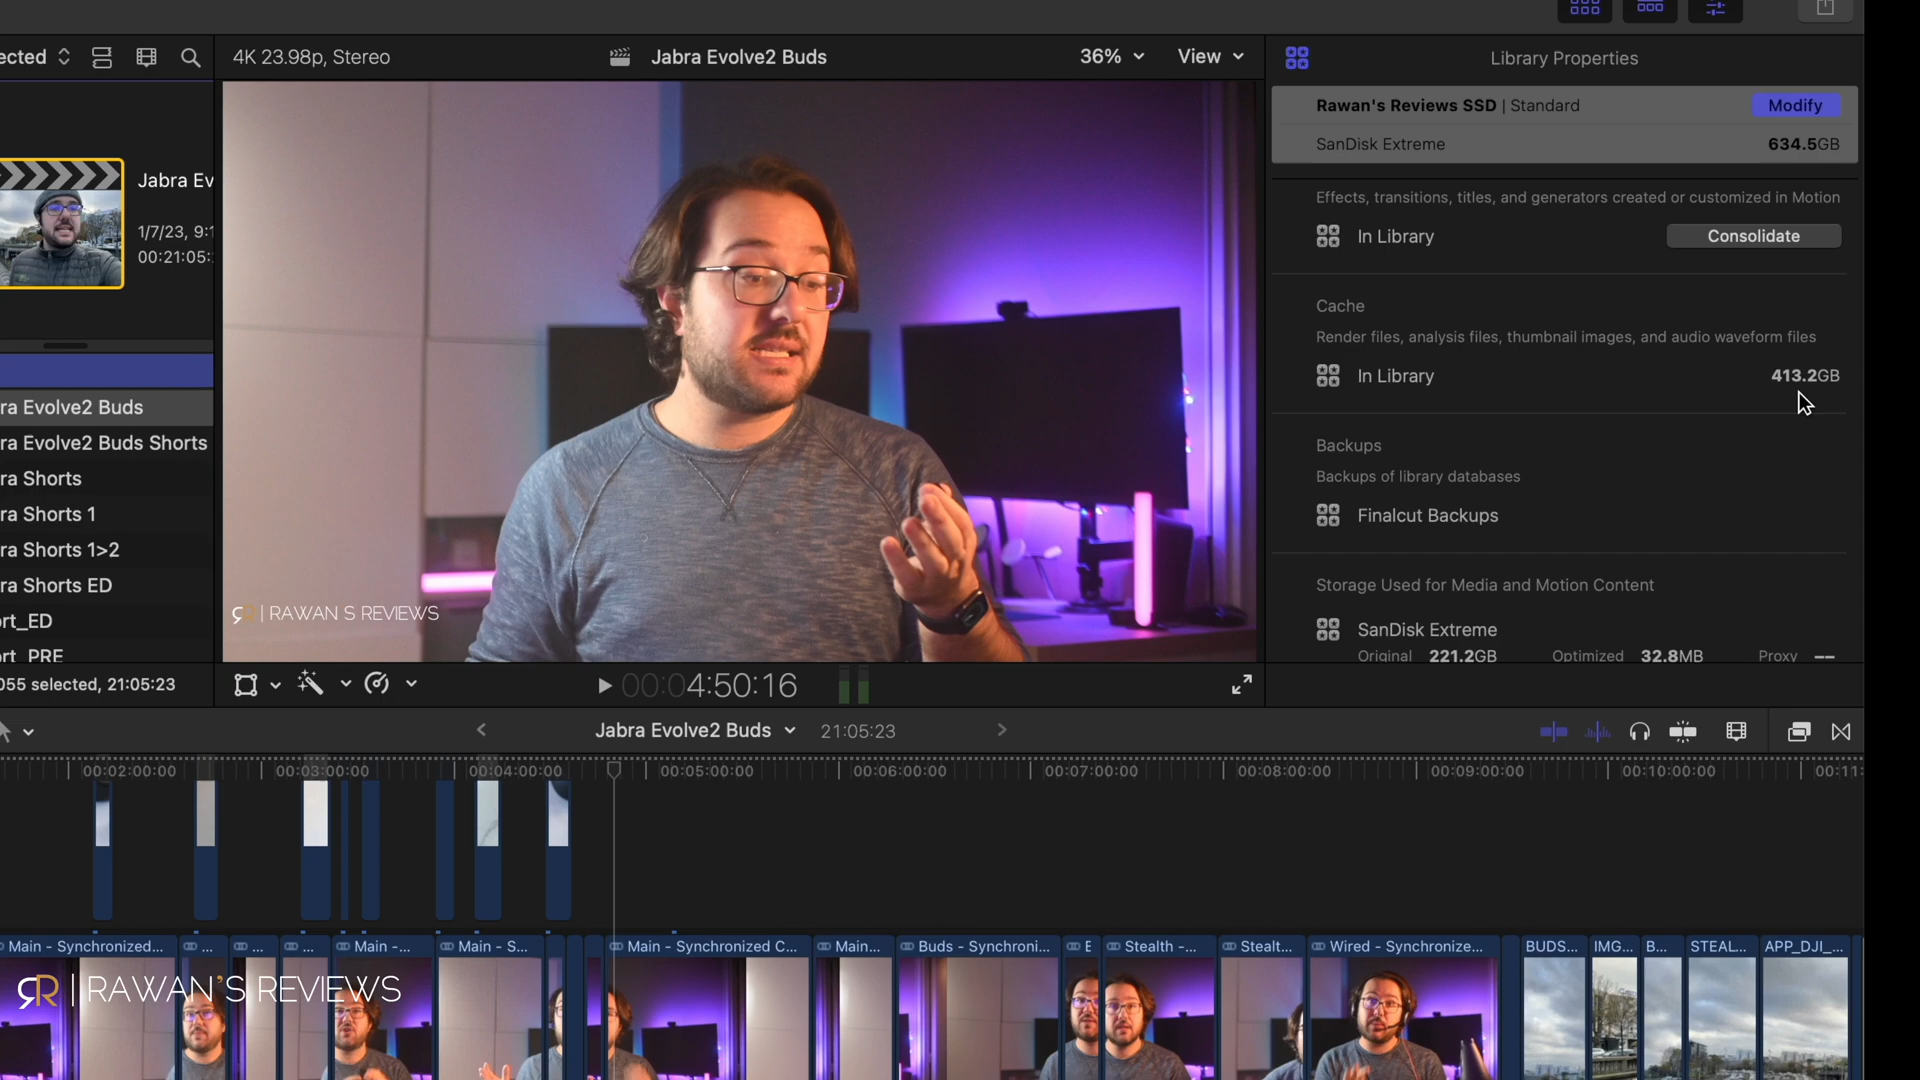 ected
4K 23.98p, Stereo
Jabra Evolve2 Buds
36%
View
Library Properties
Rawan's Reviews SSD | Standard
Modify
SanDisk Extreme
634.5GB
Jabra Ev
1/7/23, 9:1
00:21:05:
Effects, transitions, titles, and generators created or customized in Motion
In Library
Consolidate
Cache
Render files, analysis files, thumbnail images, and audio waveform files
In Library
413.2GB
Backups
Backups of library databases
Finalcut Backups
Storage Used for Media and Motion Content
SanDisk Extreme
Original 221.2GB Optimized 32.8MB Proxy --
ra Evolve2 Buds
ra Evolve2 Buds Shorts
ra Shorts
ra Shorts 1
ra Shorts 1>2
ra Shorts ED
rt_ED
rt_PRE
RR | RAWAN S REVIEWS
055 selected, 21:05:23
00:04:50:16
Jabra Evolve2 Buds
21:05:23
00:02:00:00
00:03:00:00
00:04:00:00
00:05:00:00
00:06:00:00
00:07:00:00
00:08:00:00
00:09:00:00
00:10:00:00
00:11:
Main - Synchronized...
...
...
...
Main -...
Main - S...
Main - Synchronized C...
Main...
Buds - Synchroni...
E
Stealth -...
Stealt...
Wired - Synchronize...
BUDS...
IMG...
B...
STEAL...
APP_DJI_...
RR | RAWAN'S REVIEWS